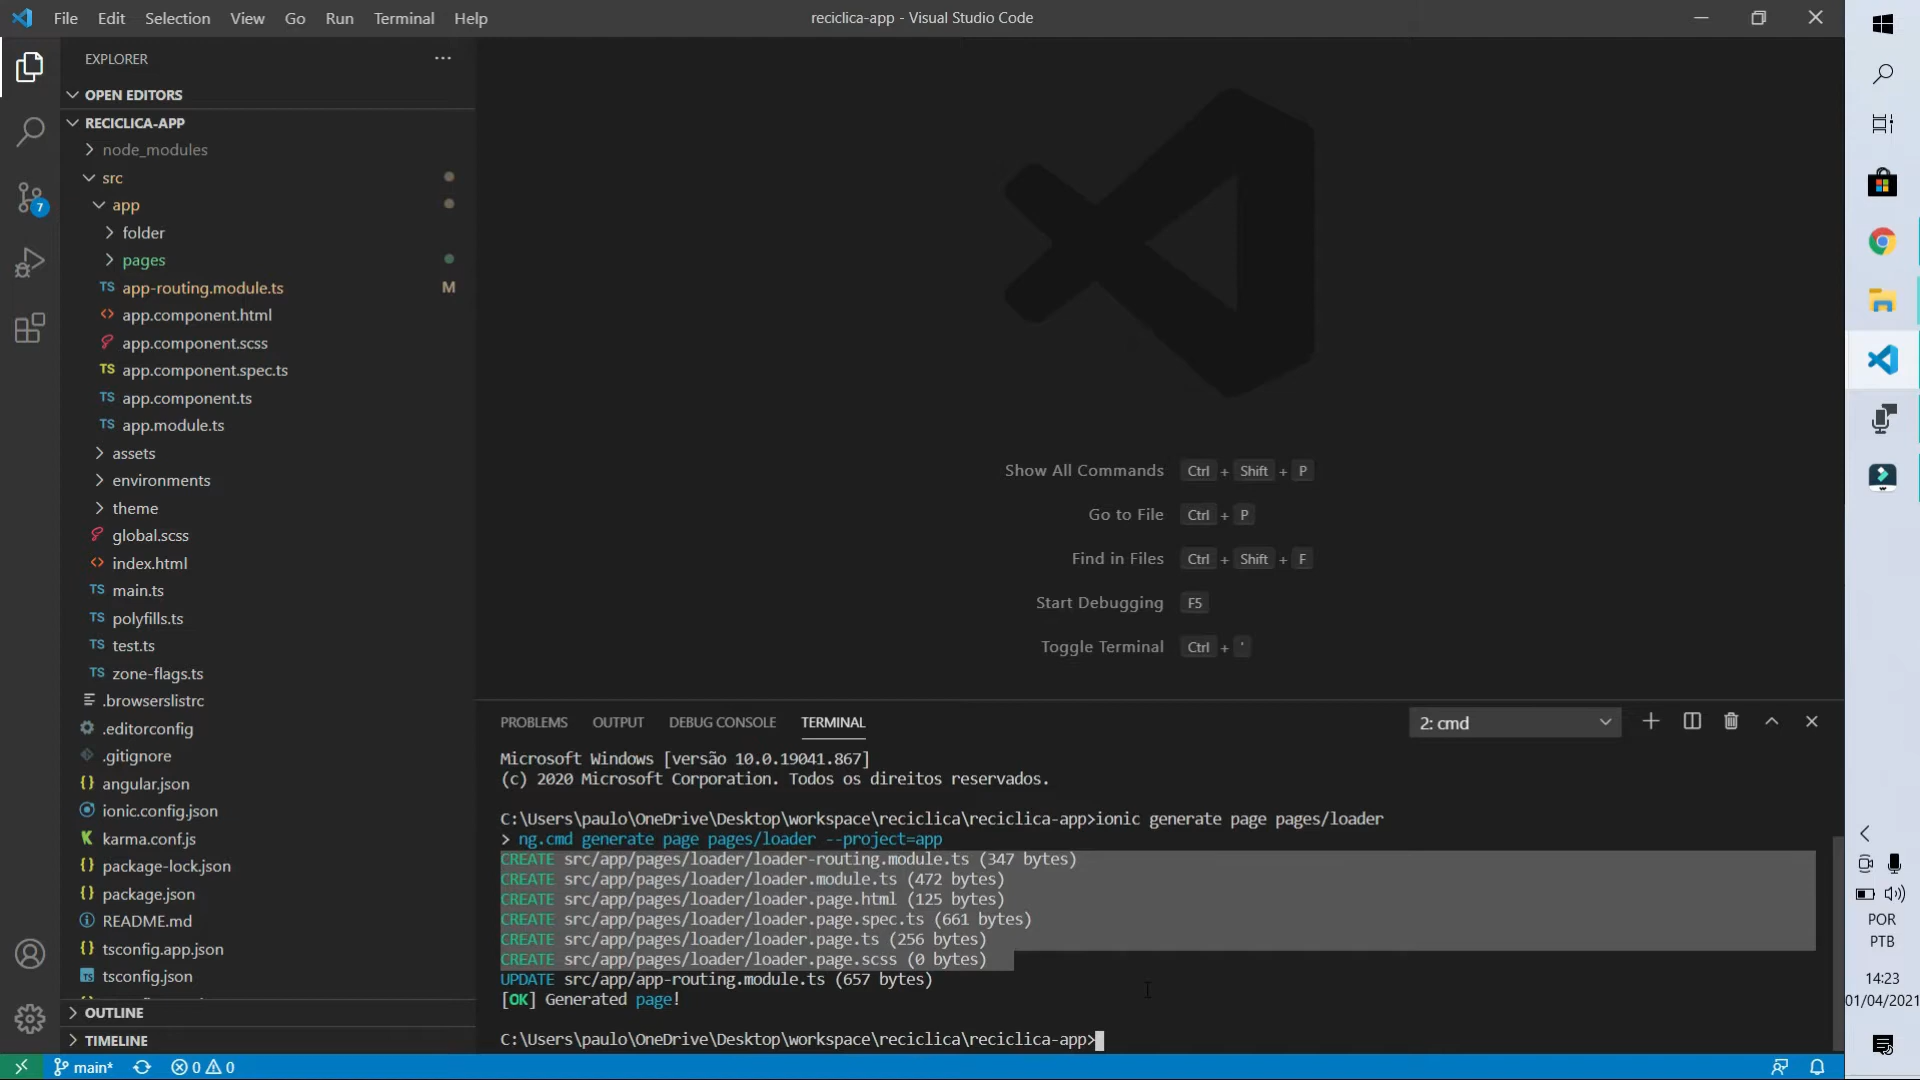 File Edit Selection View Go Run Terminal Help
reciclica-app - Visual Studio Code
EXPLORER
OPEN EDITORS
RECICLICA-APP
node_modules
src
app
folder
pages
TS app-routing.module.ts M
app.component.html
app.component.scss
TS app.component.spec.ts
TS app.component.ts
TS app.module.ts
assets
environments
theme
global.scss
index.html
TS main.ts
TS polyfills.ts
TS test.ts
TS zone-flags.ts
.browserslistrc
.editorconfig
.gitignore
{} angular.json
ionic.config.json
karma.conf.js
{} package-lock.json
{} package.json
README.md
{} tsconfig.app.json
TS tsconfig.json
OUTLINE
TIMELINE
7
Show All Commands Ctrl + Shift + P
Go to File Ctrl + P
Find in Files Ctrl + Shift + F
Start Debugging F5
Toggle Terminal Ctrl + '
PROBLEMS OUTPUT DEBUG CONSOLE TERMINAL
2: cmd
Microsoft Windows [versão 10.0.19041.867]
(c) 2020 Microsoft Corporation. Todos os direitos reservados.
C:\Users\paulo\OneDrive\Desktop\workspace\reciclica\reciclica-app>ionic generate page pages/loader
> ng.cmd generate page pages/loader --project=app
CREATE src/app/pages/loader/loader-routing.module.ts (347 bytes)
CREATE src/app/pages/loader/loader.module.ts (472 bytes)
CREATE src/app/pages/loader/loader.page.html (125 bytes)
CREATE src/app/pages/loader/loader.page.spec.ts (661 bytes)
CREATE src/app/pages/loader/loader.page.ts (256 bytes)
CREATE src/app/pages/loader/loader.page.scss (0 bytes)
UPDATE src/app/app-routing.module.ts (657 bytes)
[OK] Generated page!
C:\Users\paulo\OneDrive\Desktop\workspace\reciclica\reciclica-app>
main* 0 0
POR
PTB
14:23
01/04/2021